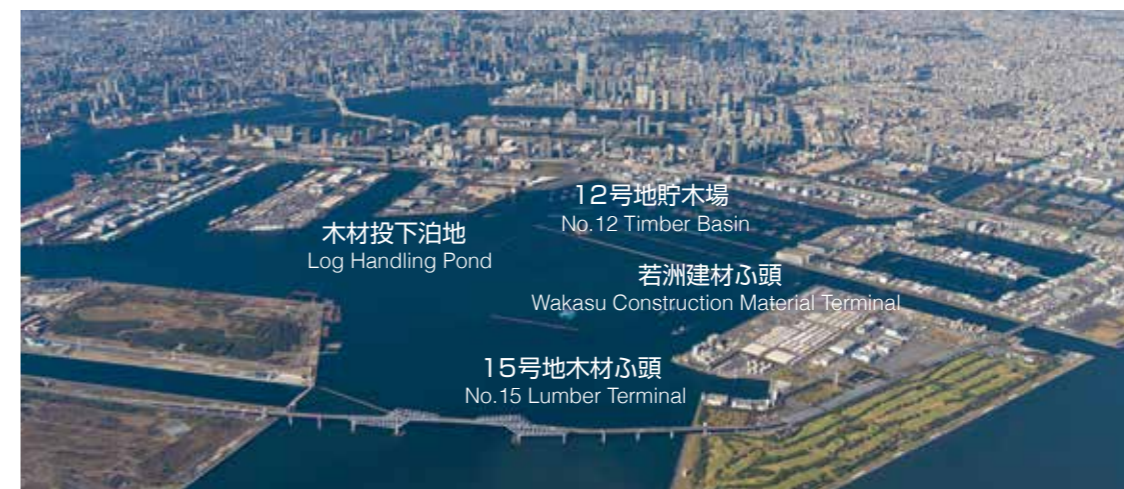 12号地貯木場
No.12 Timber Basin
木材投下泊地
Log Handling Pond
若洲建材ふ頭
Wakasu Construction Material Terminal
15号地木材ふ頭
No.15 Lumber Terminal